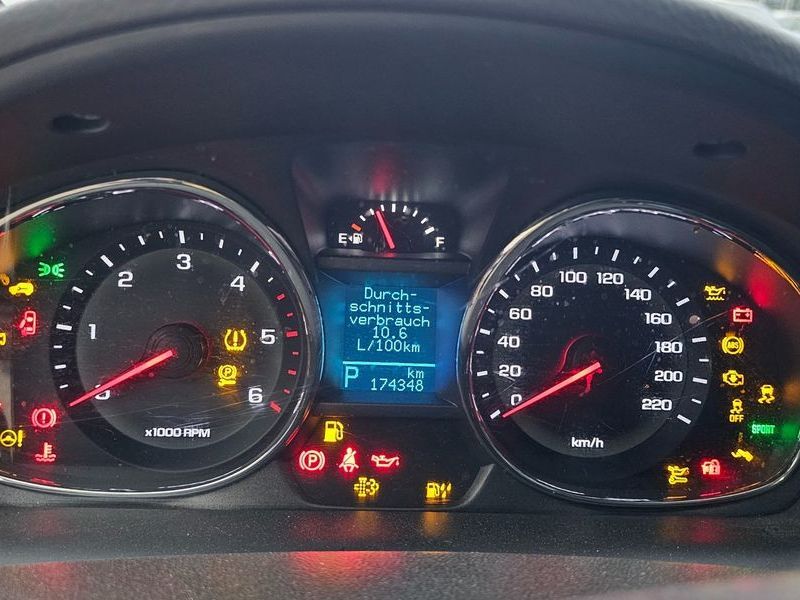 E F
Durch-
schnitts-
verbrauch
10.6
L/100km
P km
174348
0 1 2 3 4 5 6
x1000 RPM
0 20 40 60 80 100 120 140 160 180 200 220
km/h
ABS
OFF
SPORT
P
P